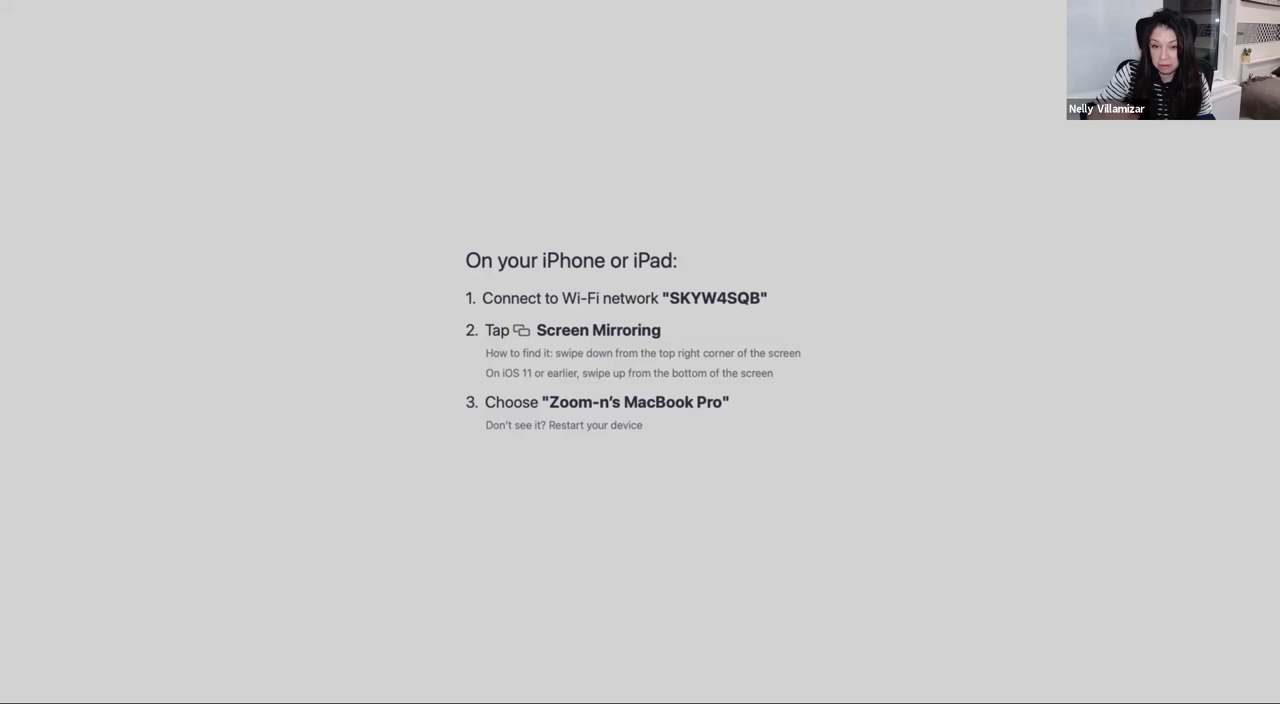 Nelly Villamizar
On your iPhone or iPad:
1. Connect to Wi-Fi network "SKYW4SQB"
2. Tap Screen Mirroring
How to find it: swipe down from the top right corner of the screen
On iOS 11 or earlier, swipe up from the bottom of the screen
3. Choose "Zoom-n’s MacBook Pro"
Don't see it? Restart your device